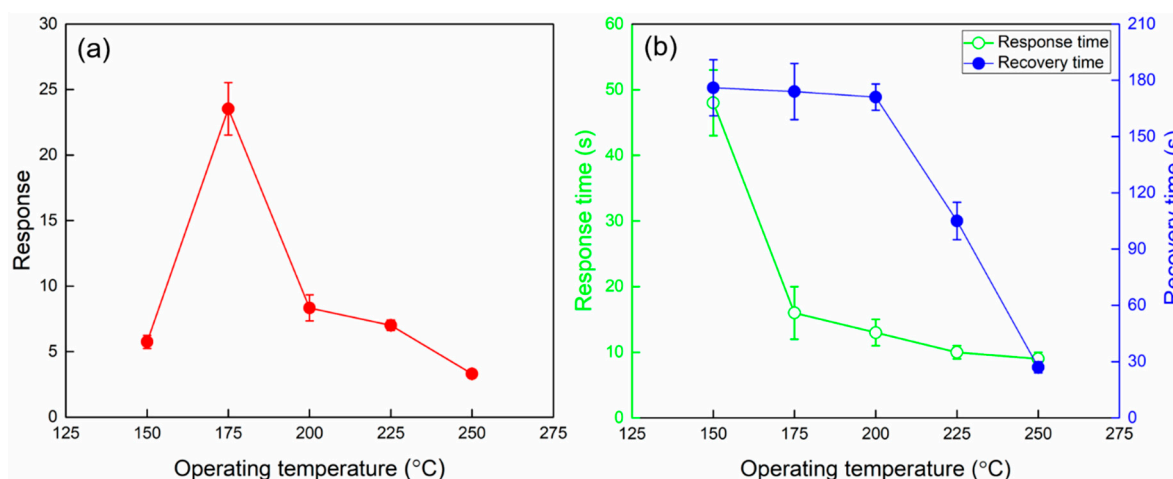 (a)
Response
30
25
20
15
10
5
0
125 150 175 200 225 250 275
Operating temperature (°C)
(b)
Response time
Recovery time
Response time (s)
60
50
40
30
20
10
0
Recovery time (s)
210
180
150
120
90
60
30
0
125 150 175 200 225 250 275
Operating temperature (°C)